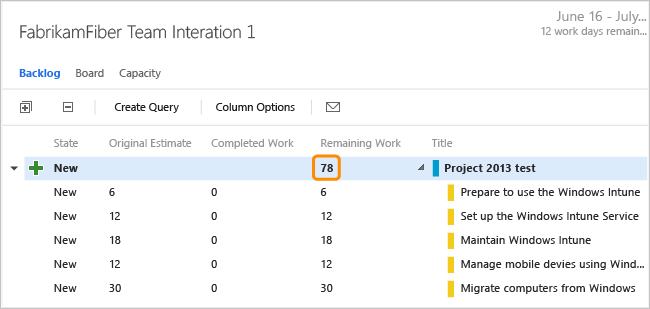 FabrikamFiber Team Interation 1
June 16 - July...
12 work days remain...
Backlog Board Capacity
Create Query Column Options
State Original Estimate Completed Work Remaining Work Title
New 78 Project 2013 test
New 6 0 6 Prepare to use the Windows Intune
New 12 0 12 Set up the Windows Intune Service
New 18 0 18 Maintain Windows Intune
New 12 0 12 Manage mobile devies using Wind...
New 30 0 30 Migrate computers from Windows